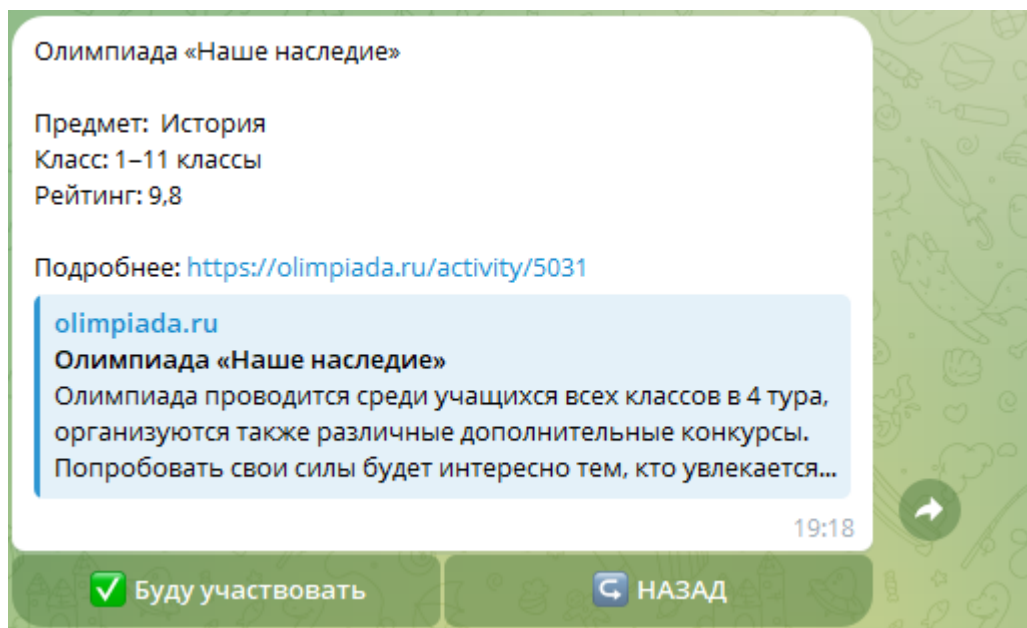 Олимпиада «Наше наследие»
Предмет: История
Класс: 1–11 классы
Рейтинг: 9,8
Подробнее: https://olimpiada.ru/activity/5031
olimpiada.ru
Олимпиада «Наше наследие»
Олимпиада проводится среди учащихся всех классов в 4 тура,
организуются также различные дополнительные конкурсы.
Попробовать свои силы будет интересно тем, кто увлекается...
19:18
Буду участвовать
НАЗАД